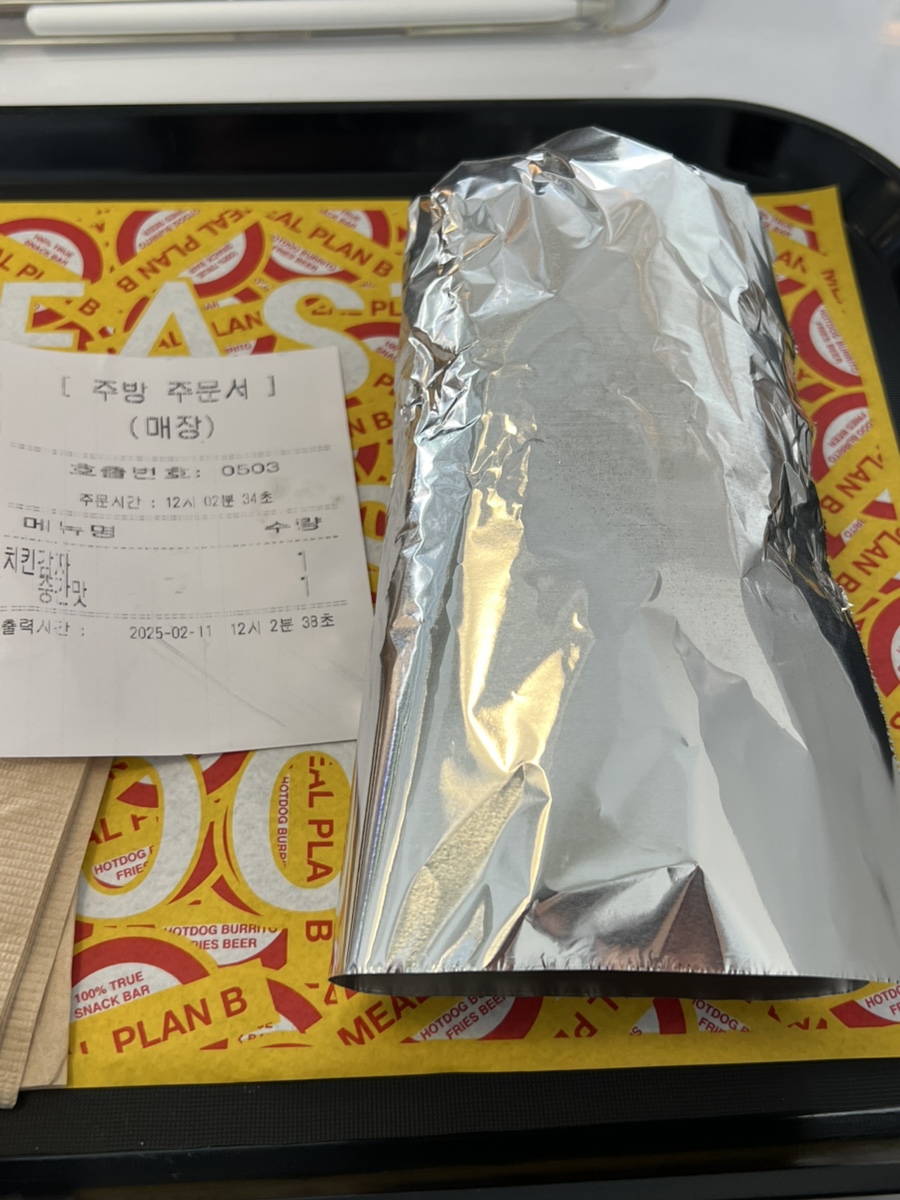 [ 주방 주문서 ]
(매장)
호출번호: 0503
주문시간 : 12시 02분 34초
메뉴명 수량
치킨감자 1
중간맛 1
출력시간 : 2025-02-11 12시 2분 38초
EAS
MEAL PLAN B
HOTDOG BURRITO
FRIES BEER
100% TRUE
SNACK BAR
PLAN B
HOTDOG BURRITO
FRIES BEER